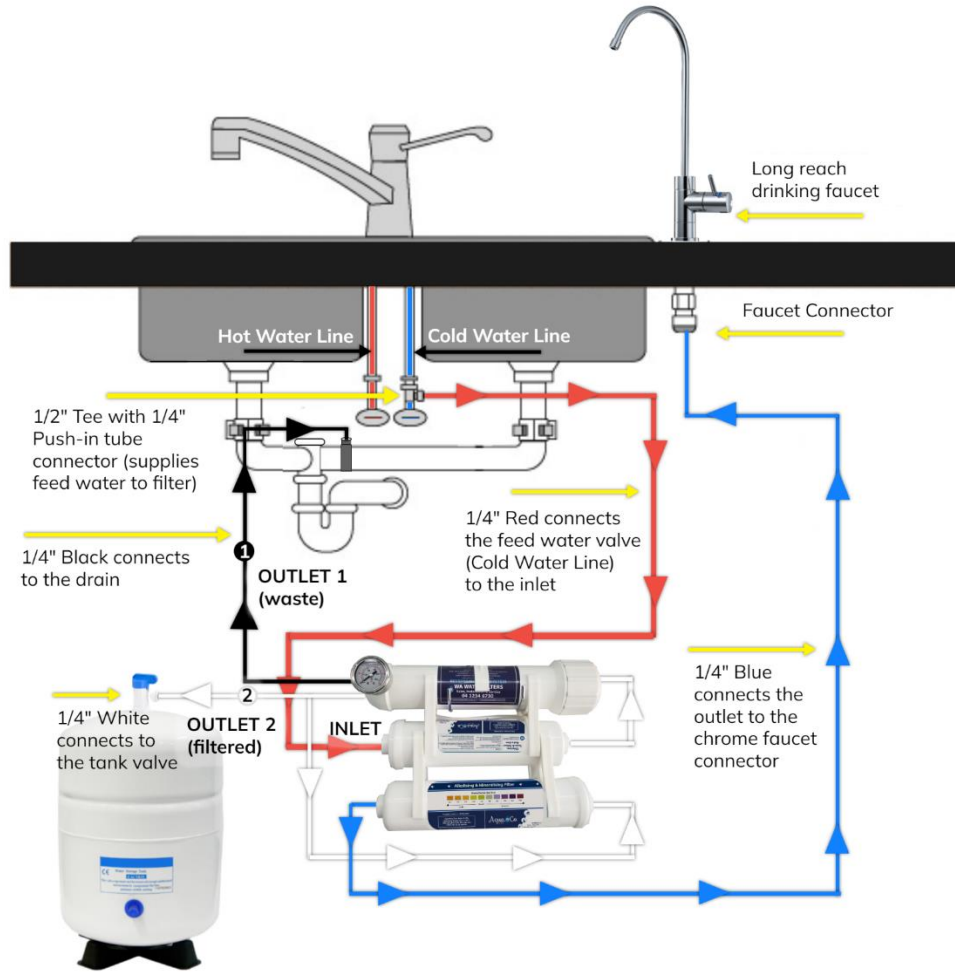 Long reach
drinking faucet
Faucet Connector
Hot Water Line
Cold Water Line
1/2" Tee with 1/4"
Push-in tube
connector (supplies
feed water to filter)
1/4" Red connects
the feed water valve
(Cold Water Line)
to the inlet
1/4" Black connects
to the drain
1
OUTLET 1
(waste)
2
OUTLET 2
(filtered)
INLET
1/4" White
connects to
the tank valve
1/4" Blue
connects the
outlet to the
chrome faucet
connector
Alkalising & Mineralising Filter